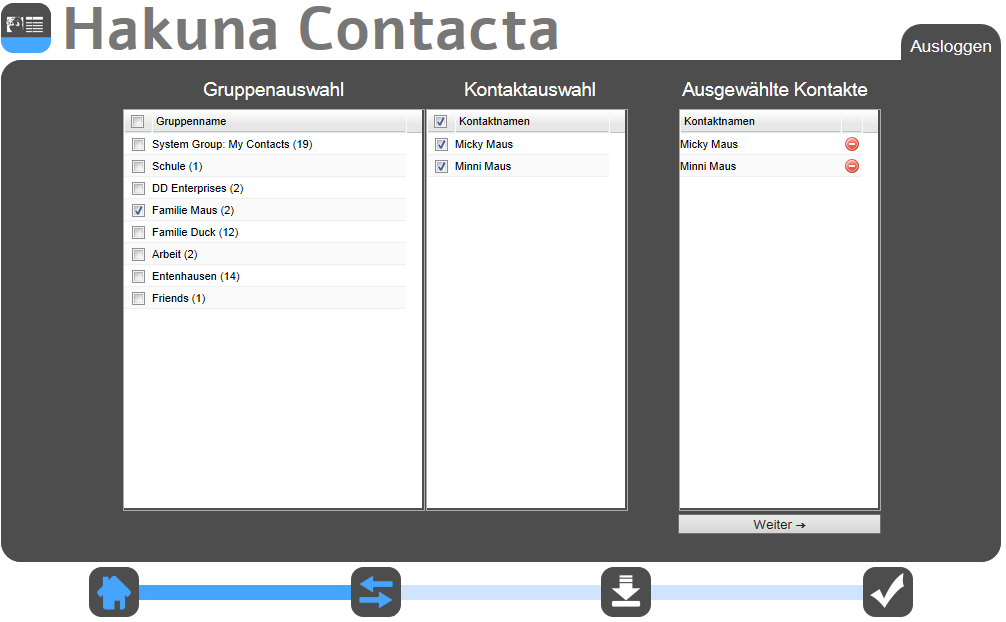 Hakuna Contacta
Ausloggen
Gruppenauswahl
Gruppenname
System Group: My Contacts (19)
Schule (1)
DD Enterprises (2)
Familie Maus (2)
Familie Duck (12)
Arbeit (2)
Entenhausen (14)
Friends (1)
Kontaktauswahl
Kontaktnamen
Micky Maus
Minni Maus
Ausgewählte Kontakte
Kontaktnamen
Micky Maus
Minni Maus
Weiter ➔